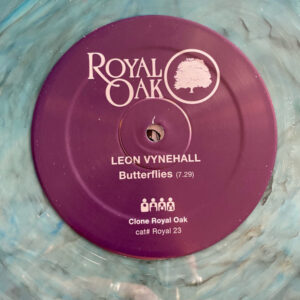 ROYAL
OAK
LEON VYNEHALL
Butterflies (7.29)
Clone Royal Oak
cat# Royal 23